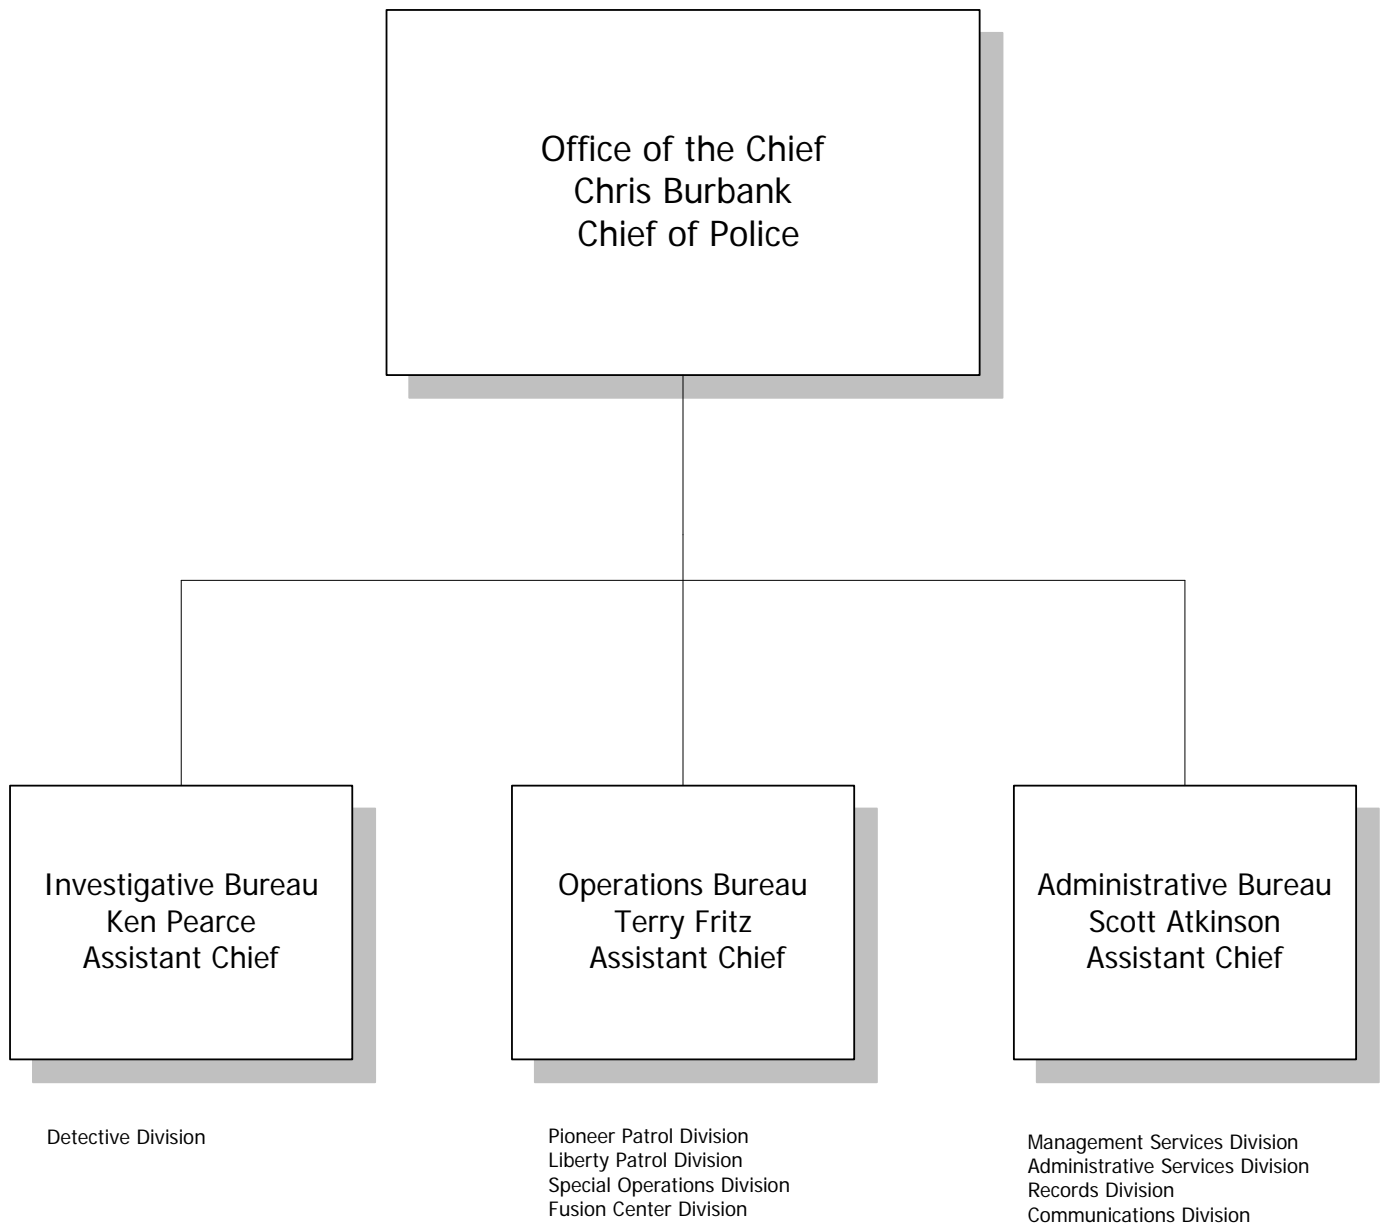 Office of the Chief
Chris Burbank
Chief of Police
Investigative Bureau
Ken Pearce
Assistant Chief
Operations Bureau
Terry Fritz
Assistant Chief
Administrative Bureau
Scott Atkinson
Assistant Chief
Detective Division
Pioneer Patrol Division
Liberty Patrol Division
Special Operations Division
Fusion Center Division
Management Services Division
Administrative Services Division
Records Division
Communications Division